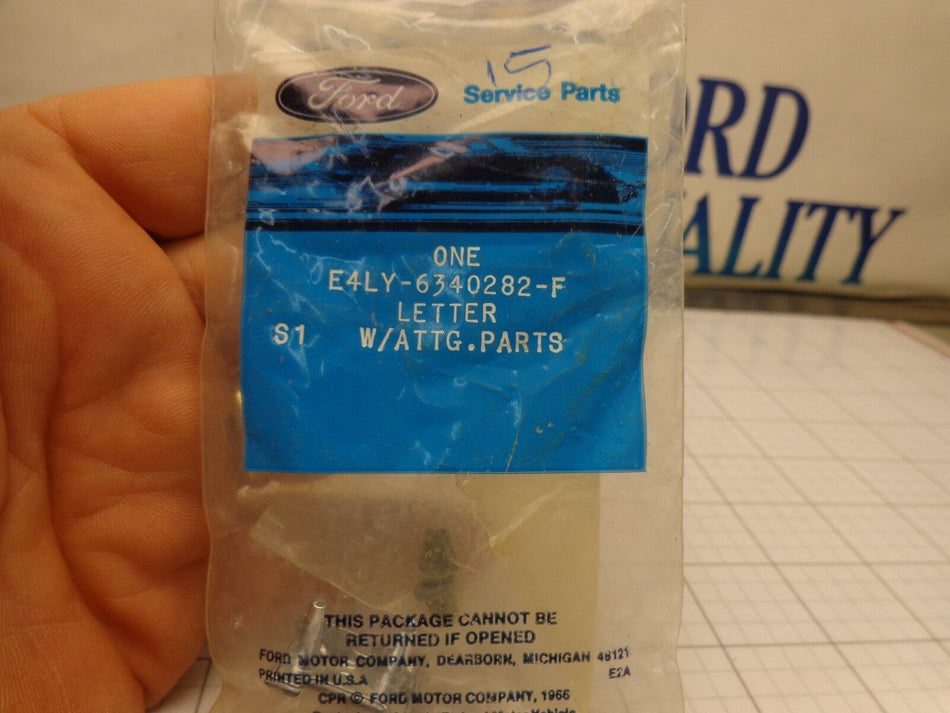 15
Ford Service Parts
ONE
E4LY-6340282-F
LETTER
S1 W/ATTG.PARTS
THIS PACKAGE CANNOT BE
RETURNED IF OPENED
FORD MOTOR COMPANY, DEARBORN, MICHIGAN 48121
PRINTED IN U.S.A E2A
CPR © FORD MOTOR COMPANY, 1966
Vehicle
RD
ALITY